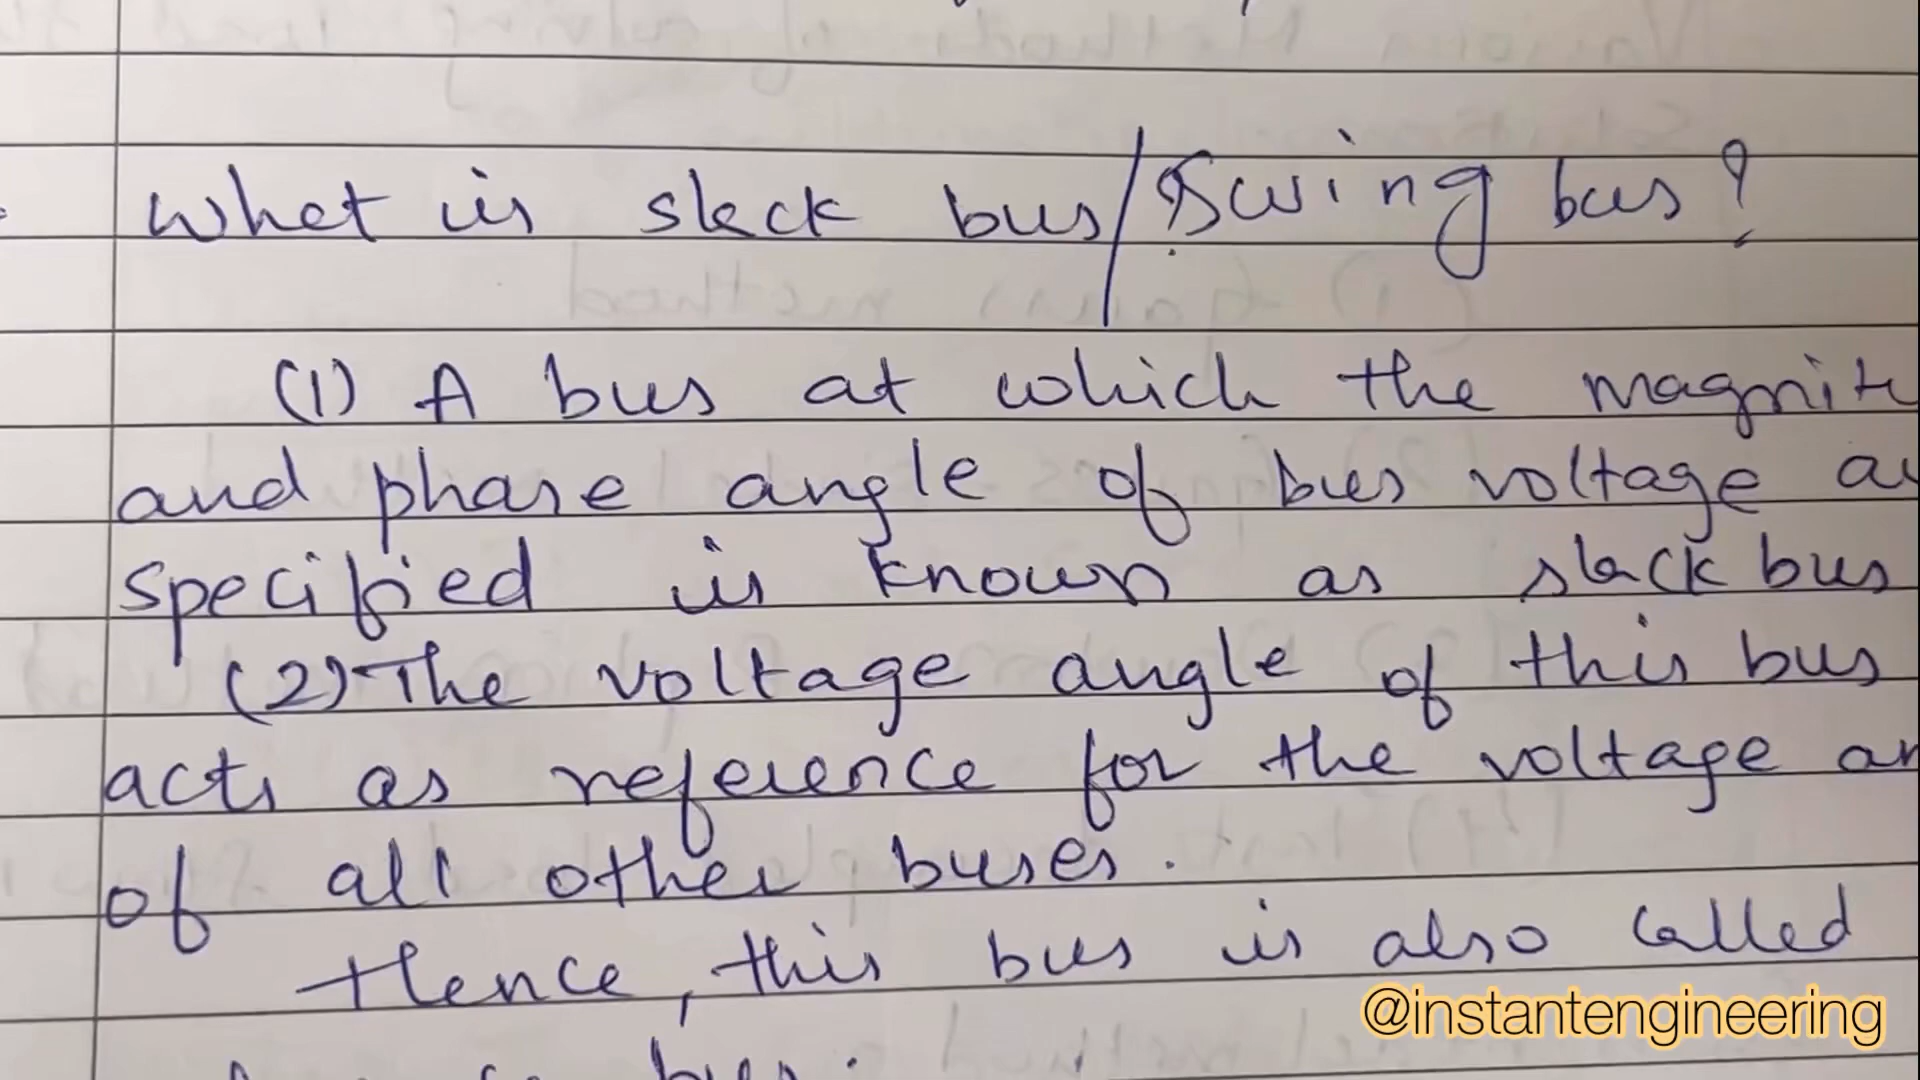 What is slack bus/Swing bus?
(1) A bus at which the
and phase angle of bus voltage
specified is known as slack bus
(2) The voltage angle of this bus
acts as reference for the voltage
of all other buses.
Hence, this bus is also called
bus.
@instantengineering